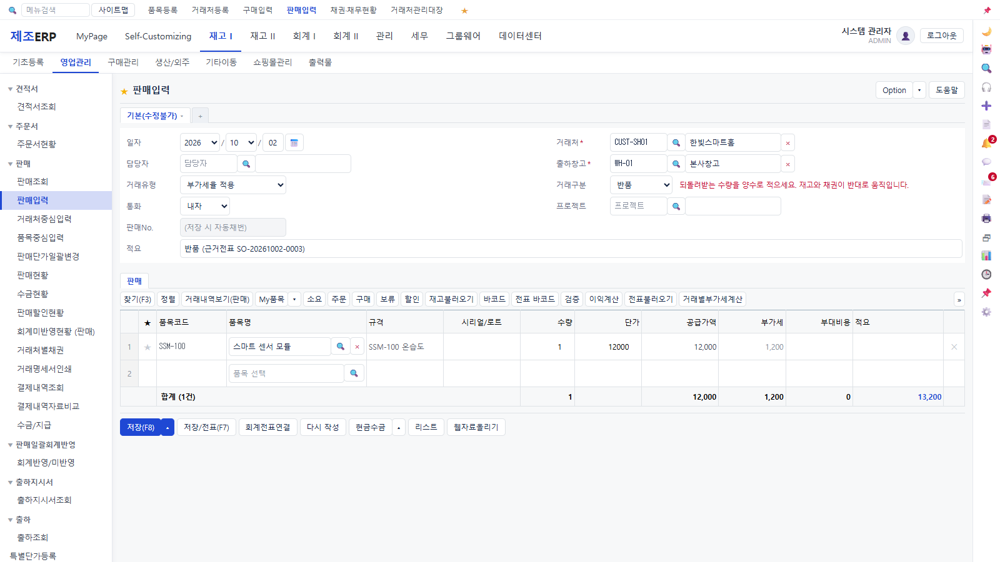 메뉴검색 사이트맵 품목등록 거래처등록 구매입력 판매입력 채권·채무현황 거래처관리대장
제조ERP MyPage Self-Customizing 재고 I 재고 II 회계 I 회계 II 관리 세무 그룹웨어 데이터센터 시스템 관리자 ADMIN 로그아웃
기초등록 영업관리 구매관리 생산/외주 기타이동 쇼핑몰관리 출력물
견적서
견적서조회
주문서
주문서현황
판매
판매조회
판매입력
거래처중심입력
품목중심입력
판매단가일괄변경
판매현황
수금현황
판매할인현황
회계미반영현황 (판매)
거래처별채권
거래명세서인쇄
결제내역조회
결제내역자료비교
수금/지급
판매일괄회계반영
회계반영/미반영
출하지시서
출하지시서조회
출하
출하조회
특별단가등록
판매입력 Option 도움말
기본(수정불가) +
일자 2026 / 10 / 02 거래처* CUST-SH01 한빛스마트홈 ×
담당자 담당자 출하창고* WH-01 본사창고 ×
거래유형 부가세율 적용 거래구분 반품 되돌려받는 수량을 양수로 적으세요. 재고와 채권이 반대로 움직입니다.
통화 내자 프로젝트 프로젝트
판매No. (저장 시 자동채번)
적요 반품 (근거전표 SO-20261002-0003)
판매
찾기(F3) 정렬 거래내역보기(판매) My품목 소요 주문 구매 보류 할인 재고불러오기 바코드 전표 바코드 검증 이익계산 전표불러오기 거래별부가세계산 »
★ 품목코드 품목명 규격 시리얼/로트 수량 단가 공급가액 부가세 부대비용 적요
1 SSM-100 스마트 센서 모듈 × SSM-100 온습도 1 12000 12,000 1,200 ×
2 품목 선택
합계 (1건) 1 12,000 1,200 0 13,200
저장(F8) 저장/전표(F7) 회계전표연결 다시 작성 현금수금 리스트 웹자료올리기
2
6